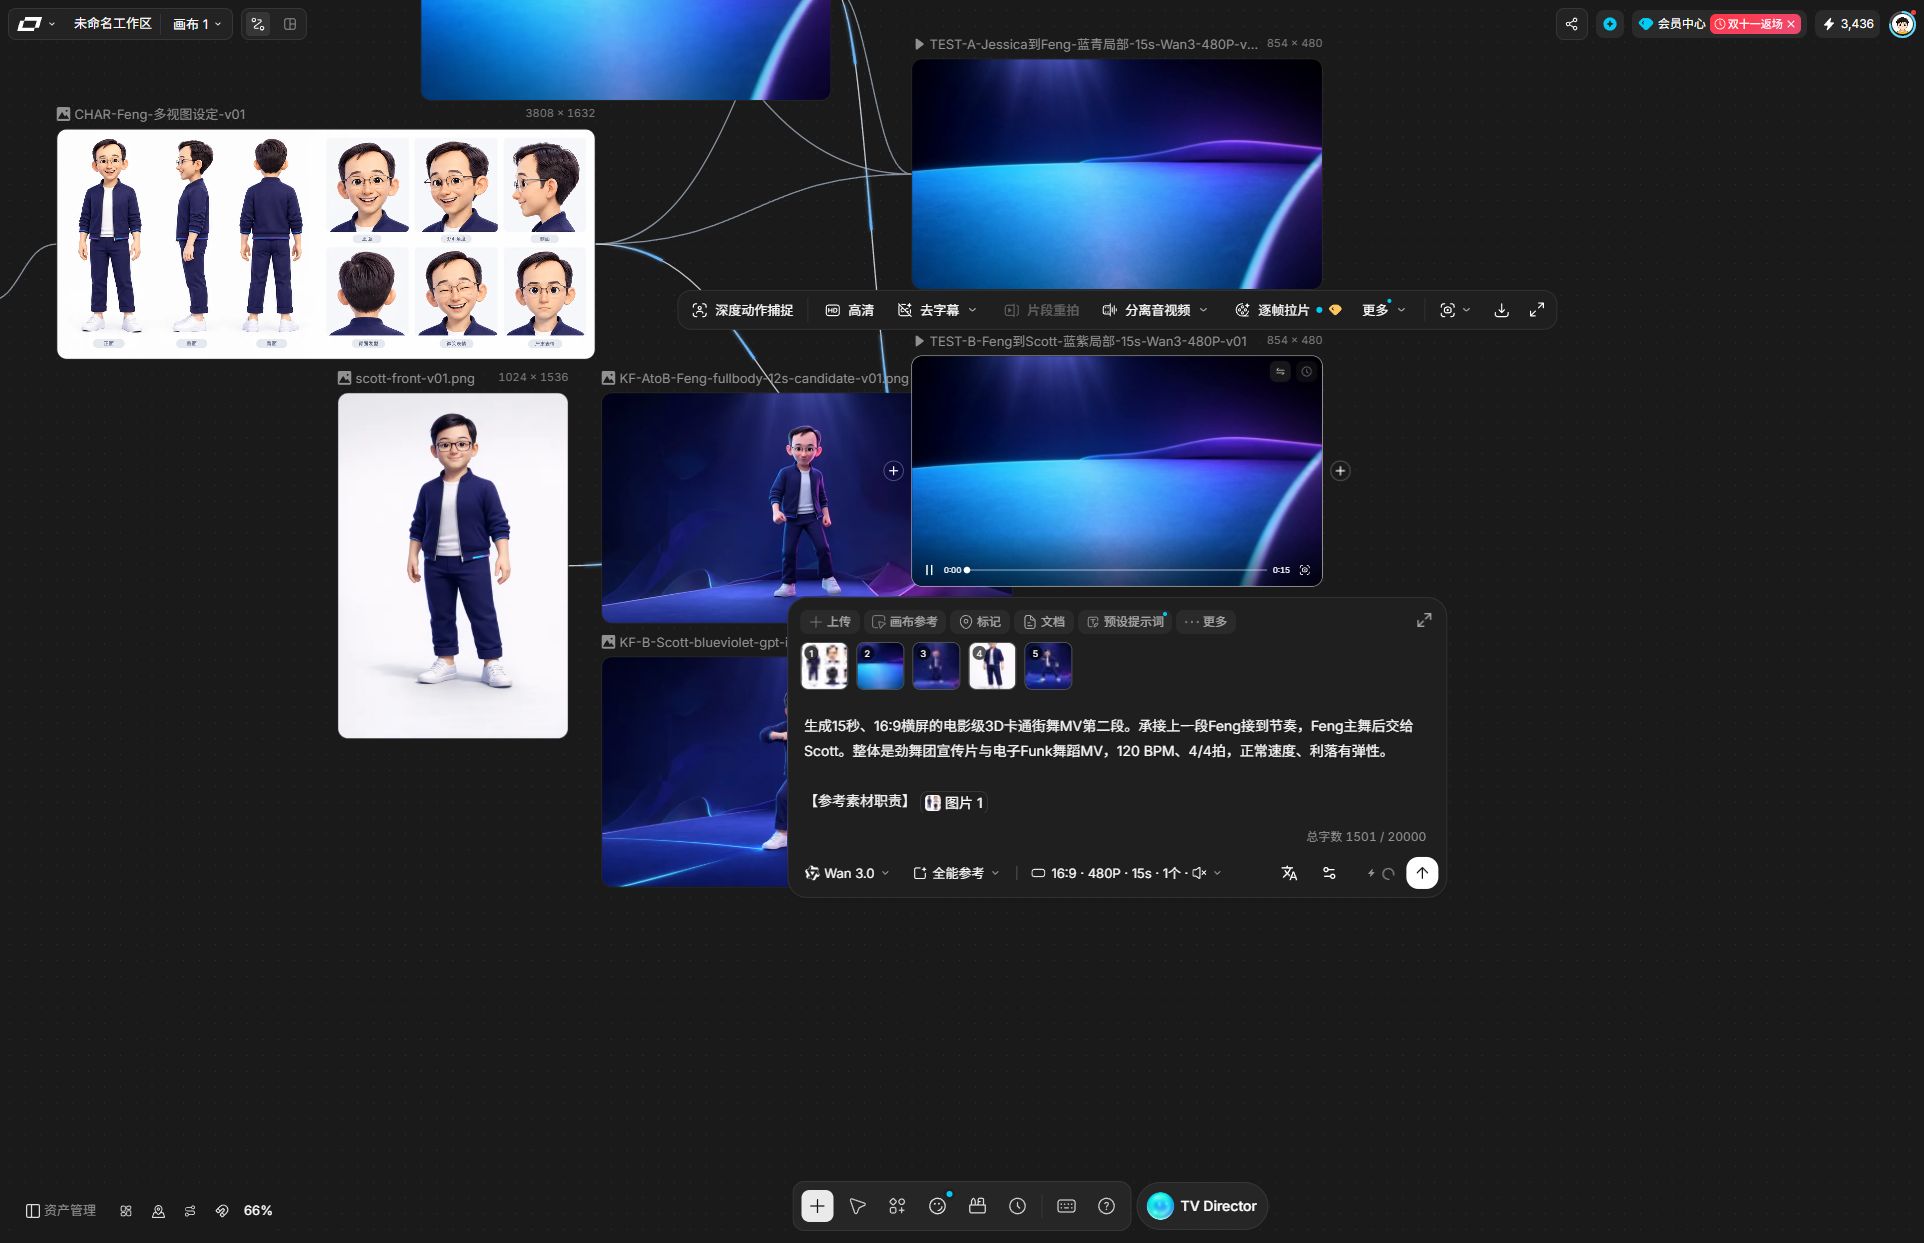 未命名工作区
画布 1
会员中心
双十一返场
3,436
TEST-A-Jessica到Feng-蓝青局部-15s-Wan3-480P-v...
854 × 480
CHAR-Feng-多视图设定-v01
3808 × 1632
正面
背面
深度动作捕捉
HD 高清
去字幕
片段重拍
分离音视频
逐帧拉片
更多
TEST-B-Feng到Scott-蓝紫局部-15s-Wan3-480P-v01
854 × 480
scott-front-v01.png
1024 × 1536
KF-AtoB-Feng-fullbody-12s-candidate-v01.png
0:00
0:15
KF-B-Scott-blueviolet-gpt-i
上传
画布参考
标记
文档
预设提示词
更多
1
2
3
4
5
生成15秒、16:9横屏的电影级3D卡通街舞MV第二段。承接上一段Feng接到节奏，Feng主舞后交给
Scott。整体是劲舞团宣传片与电子Funk舞蹈MV，120 BPM、4/4拍，正常速度、利落有弹性。
【参考素材职责】 图片 1
总字数 1501 / 20000
Wan 3.0
全能参考
16:9 · 480P · 15s · 1个 ·
资产管理
66%
TV Director